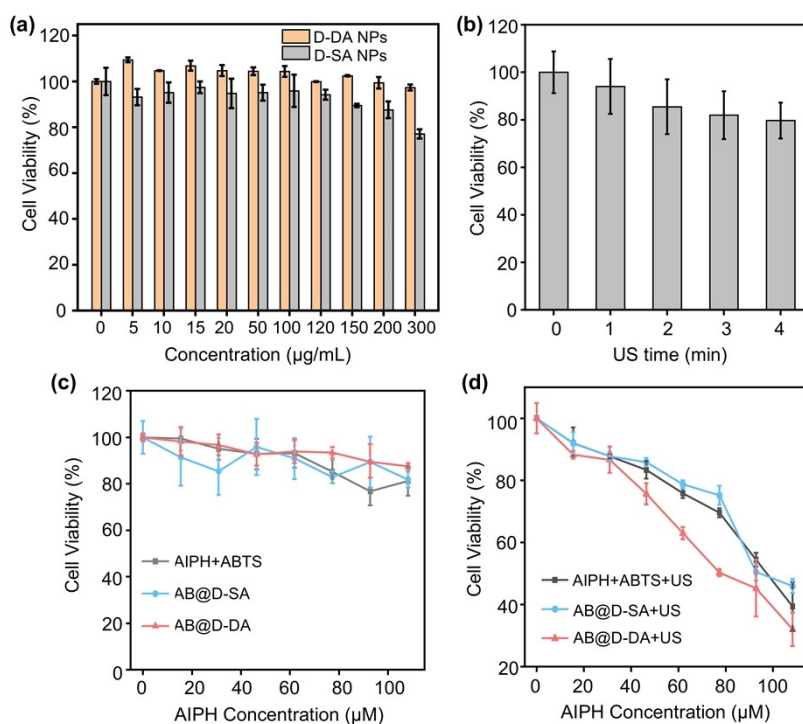 (a)
120
100
80
60
40
20
0
Cell Viability (%)
D-DA NPs
D-SA NPs
0 5 10 15 20 50 100 120 150 200 300
Concentration (µg/mL)
(b)
120
100
80
60
40
20
0
Cell Viability (%)
0 1 2 3 4
US time (min)
(c)
120
100
80
60
40
20
0
Cell Viability (%)
AIPH+ABTS
AB@D-SA
AB@D-DA
0 20 40 60 80 100
AIPH Concentration (µM)
(d)
100
80
60
40
20
Cell Viability (%)
AIPH+ABTS+US
AB@D-SA+US
AB@D-DA+US
0 20 40 60 80 100
AIPH Concentration (µM)